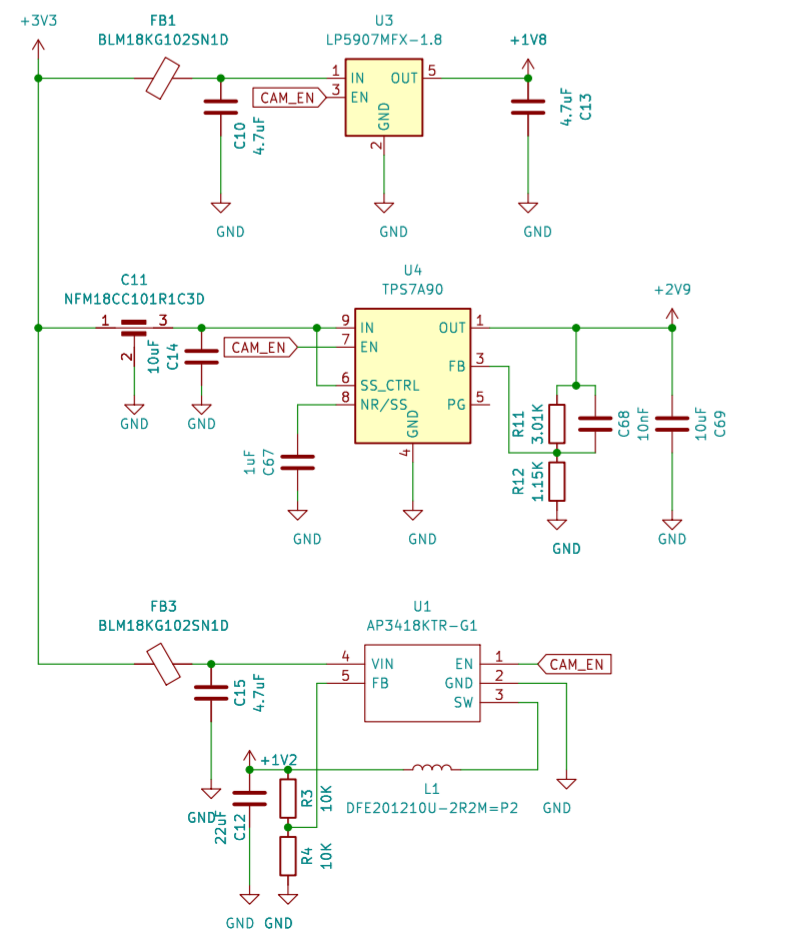 +3V3
FB1
BLM18KG102SN1D
U3
LP5907MFX-1.8
+1V8
1
IN
OUT
5
CAM_EN
3
EN
GND
2
C10
4.7uF
4.7uF
C13
GND
GND
GND
C11
NFM18CC101R1C3D
U4
TPS7A90
+2V9
1
3
2
10uF
C14
9
IN
OUT
1
CAM_EN
7
EN
FB
3
6
SS_CTRL
8
NR/SS
PG
5
GND
4
R11
3.01K
C68
10nF
10uF
C69
GND
GND
1uF
C67
R12
1.15K
GND
GND
GND
GND
FB3
BLM18KG102SN1D
U1
AP3418KTR-G1
4
VIN
EN
1
CAM_EN
5
FB
GND
2
SW
3
C15
4.7uF
+1V2
L1
DFE201210U-2R2M=P2
GND
GND
22uF
C12
R3
10K
R4
10K
GND
GND